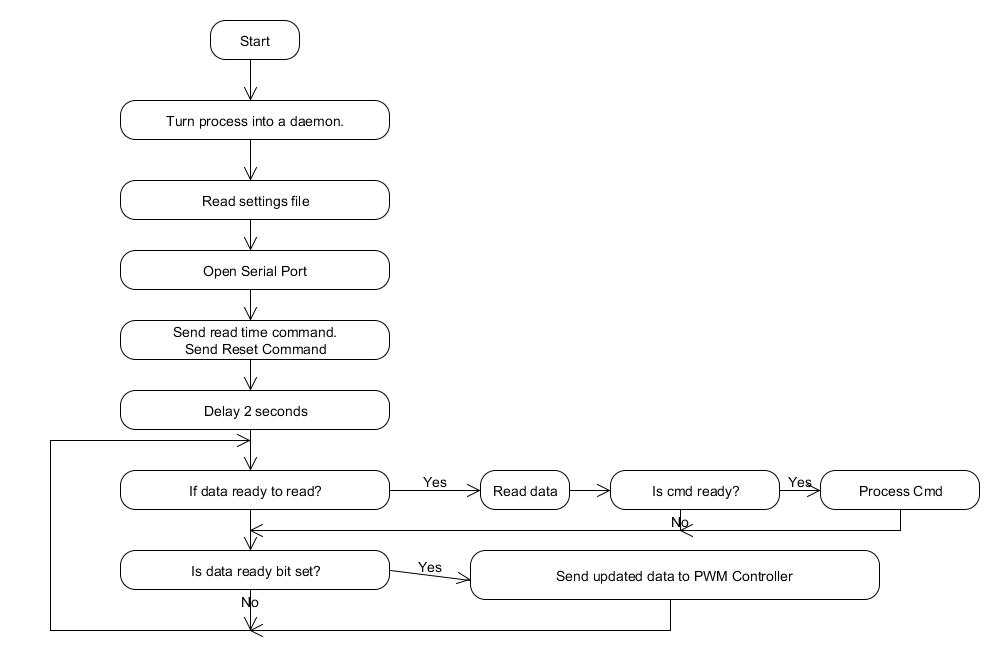 Start
Turn process into a daemon.
Read settings file
Open Serial Port
Send read time command.
Send Reset Command
Delay 2 seconds
If data ready to read?
Yes
Read data
Is cmd ready?
Yes
Process Cmd
No
Is data ready bit set?
Yes
Send updated data to PWM Controller
No